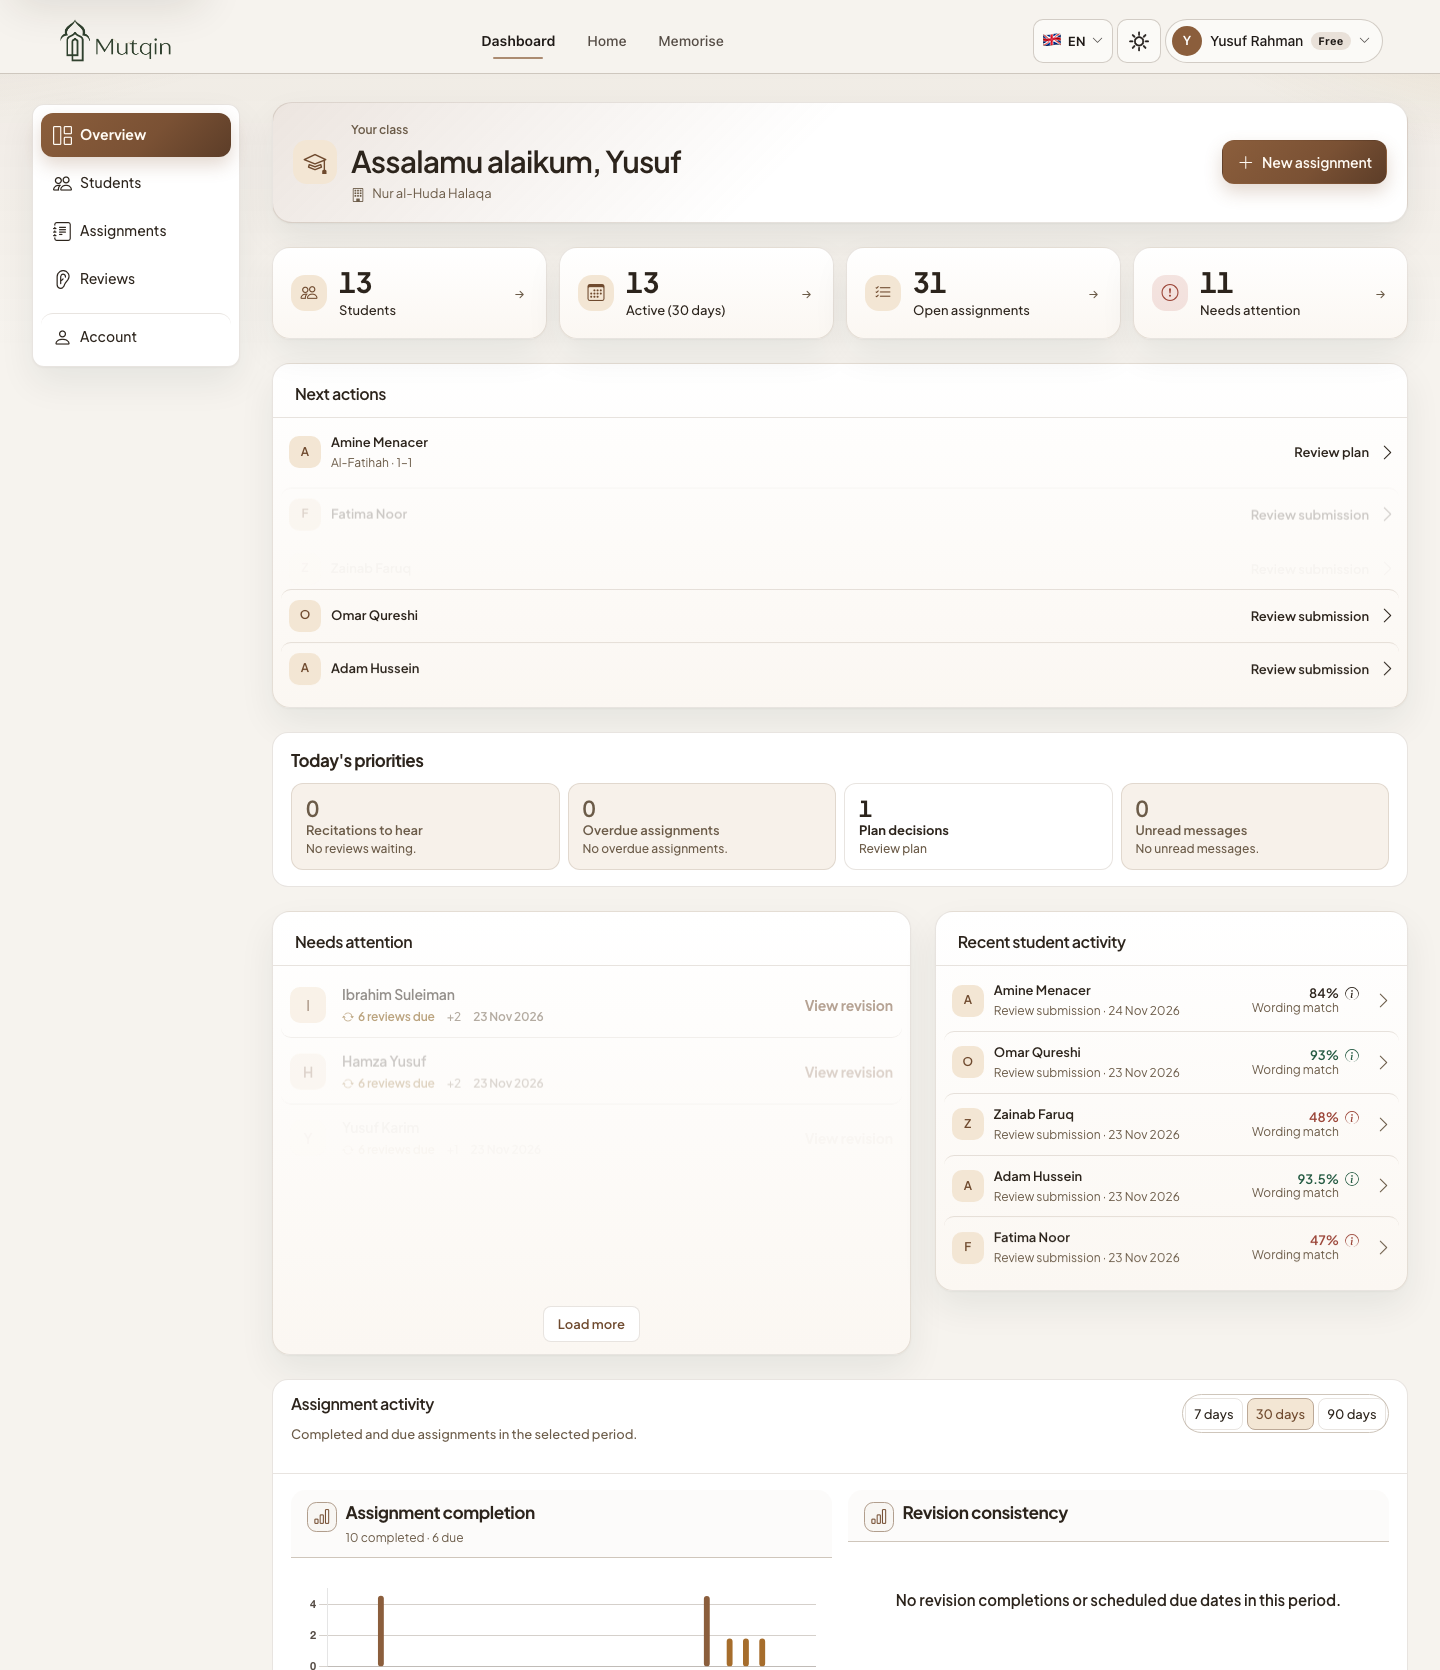 Mutqin
Dashboard
Home
Memorise
EN
Y
Yusuf Rahman
Free
Overview
Students
Assignments
Reviews
Account
Your class
Assalamu alaikum, Yusuf
Nur al-Huda Halaqa
New assignment
13
Students
13
Active (30 days)
31
Open assignments
11
Needs attention
Next actions
A
Amine Menacer
Al-Fatihah · 1–1
Review plan
F
Fatima Noor
Review submission
Zainab Faruq
Review submission
O
Omar Qureshi
Review submission
A
Adam Hussein
Review submission
Today's priorities
0
Recitations to hear
No reviews waiting.
0
Overdue assignments
No overdue assignments.
1
Plan decisions
Review plan
0
Unread messages
No unread messages.
Needs attention
I
Ibrahim Suleiman
6 reviews due +2 23 Nov 2026
View revision
H
Hamza Yusuf
6 reviews due +2 23 Nov 2026
View revision
Y
Yusuf Karim
View revision
Load more
Recent student activity
A
Amine Menacer
Review submission · 24 Nov 2026
84%
Wording match
O
Omar Qureshi
Review submission · 23 Nov 2026
93%
Wording match
Z
Zainab Faruq
Review submission · 23 Nov 2026
48%
Wording match
A
Adam Hussein
Review submission · 23 Nov 2026
93.5%
Wording match
F
Fatima Noor
Review submission · 23 Nov 2026
47%
Wording match
Assignment activity
Completed and due assignments in the selected period.
7 days
30 days
90 days
Assignment completion
10 completed · 6 due
4
2
0
Revision consistency
No revision completions or scheduled due dates in this period.